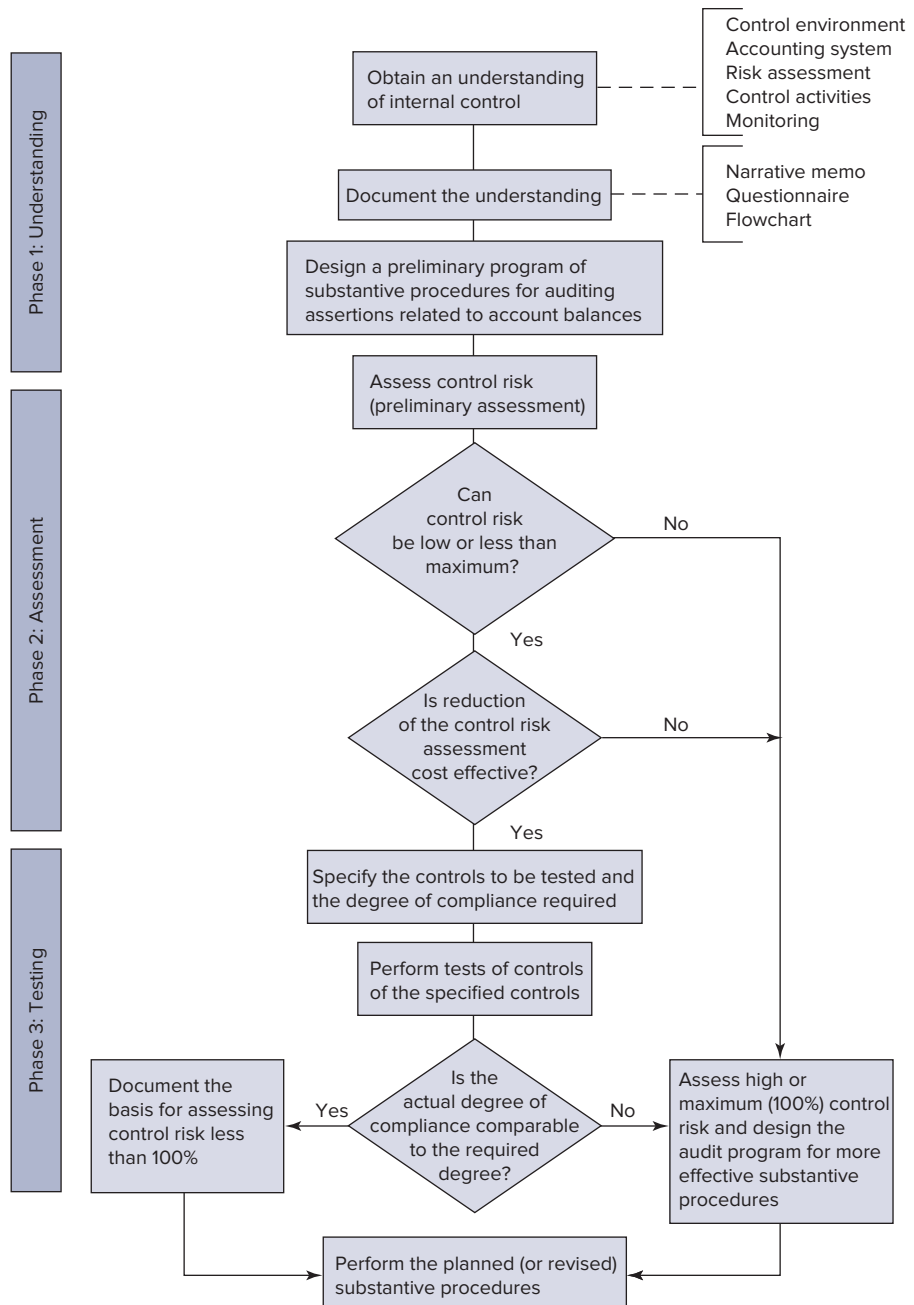 Phase 1: Understanding
Obtain an understanding
of internal control
Control environment
Accounting system
Risk assessment
Control activities
Monitoring
Document the understanding
Narrative memo
Questionnaire
Flowchart
Design a preliminary program of
substantive procedures for auditing
assertions related to account balances
Phase 2: Assessment
Assess control risk
(preliminary assessment)
Can
control risk
be low or less than
maximum?
No
Yes
Is reduction
of the control risk
assessment
cost effective?
No
Yes
Phase 3: Testing
Specify the controls to be tested and
the degree of compliance required
Perform tests of controls
of the specified controls
Is the
actual degree of
compliance comparable
to the required
degree?
Yes
No
Document the
basis for assessing
control risk less
than 100%
Assess high or
maximum (100%) control
risk and design the
audit program for more
effective substantive
procedures
Perform the planned (or revised)
substantive procedures